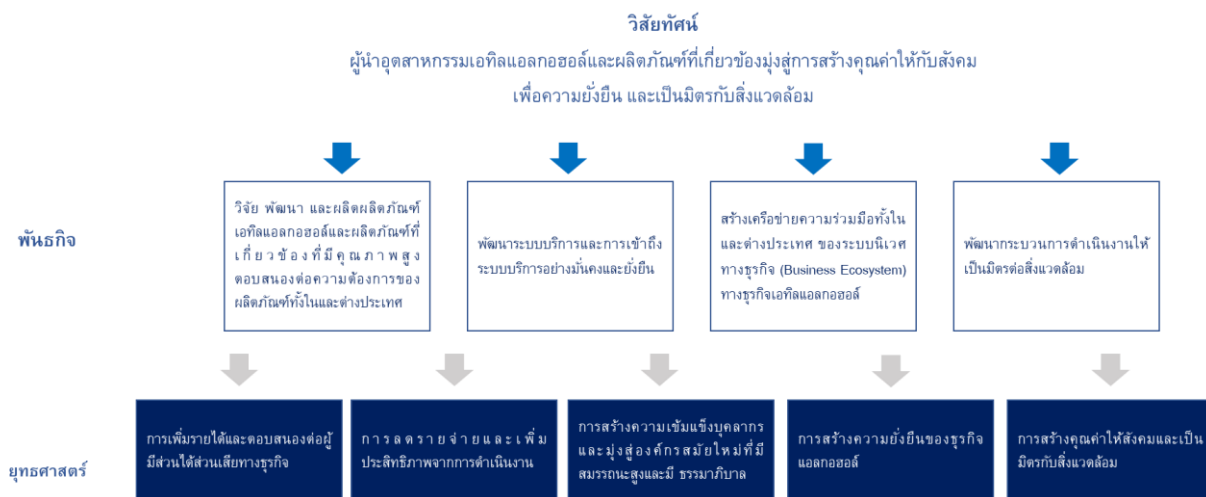 วิสัยทัศน์
ผู้นำอุตสาหกรรมเอทิลแอลกอฮอล์และผลิตภัณฑ์ที่เกี่ยวข้องมุ่งสู่การสร้างคุณค่าให้กับสังคม
เพื่อความยั่งยืน และเป็นมิตรกับสิ่งแวดล้อม
พันธกิจ
วิจัย พัฒนา และผลิตผลิตภัณฑ์
เอทิลแอลกอฮอล์และผลิตภัณฑ์ที่
เกี่ยวข้องที่มีคุณภาพสูง
ตอบสนองต่อความต้องการของ
ผลิตภัณฑ์ทั้งในและต่างประเทศ
พัฒนาระบบบริการและการเข้าถึง
ระบบบริการอย่างมั่นคงและยั่งยืน
สร้างเครือข่ายความร่วมมือทั้งใน
และต่างประเทศ ของระบบนิเวศ
ทางธุรกิจ (Business Ecosystem)
ทางธุรกิจเอทิลแอลกอฮอล์
พัฒนากระบวนการดำเนินงานให้
เป็นมิตรต่อสิ่งแวดล้อม
ยุทธศาสตร์
การเพิ่มรายได้และตอบสนองต่อผู้
มีส่วนได้ส่วนเสียทางธุรกิจ
การลดรายจ่ายและเพิ่ม
ประสิทธิภาพจากการดำเนินงาน
การสร้างความเข้มแข็งบุคลากร
และมุ่งสู่องค์กรสมัยใหม่ที่มี
สมรรถนะสูงและมี ธรรมาภิบาล
การสร้างความยั่งยืนของธุรกิจ
แอลกอฮอล์
การสร้างคุณค่าให้สังคมและเป็น
มิตรกับสิ่งแวดล้อม